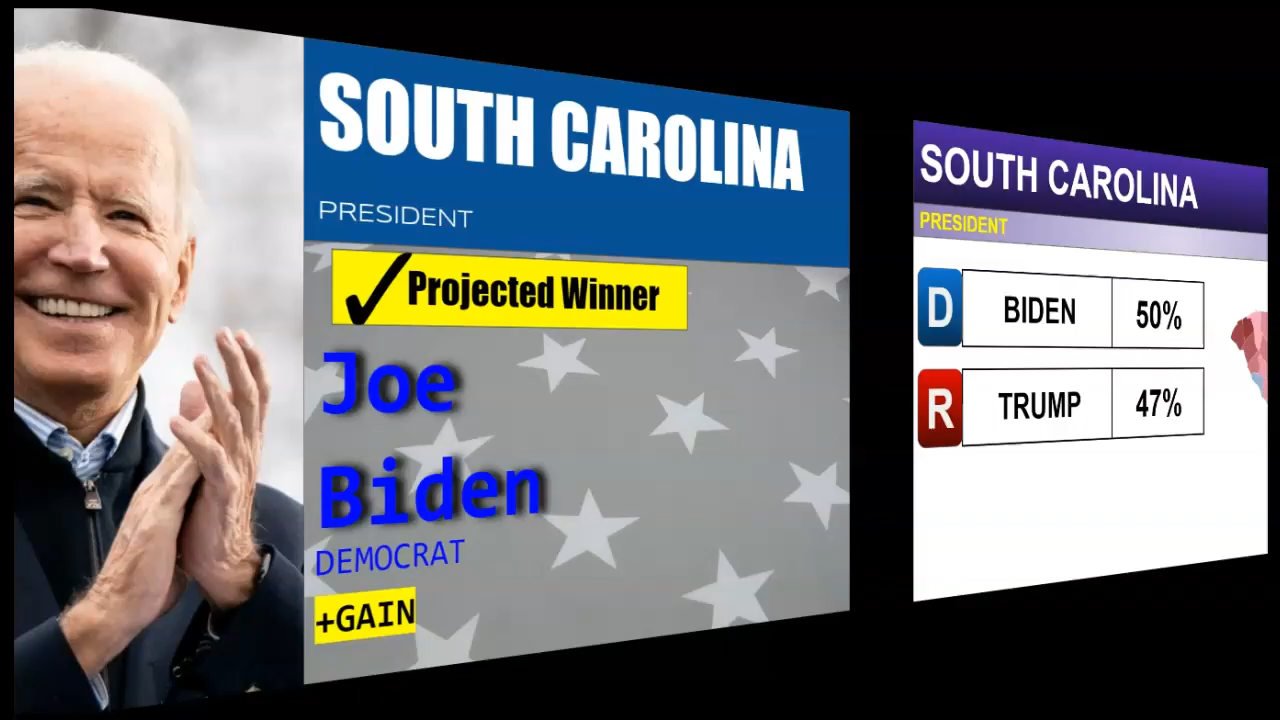 SOUTH CAROLINA
PRESIDENT
Projected Winner
Joe
Biden
DEMOCRAT
+GAIN
SOUTH CAROLINA
PRESIDENT
D BIDEN 50%
R TRUMP 47%